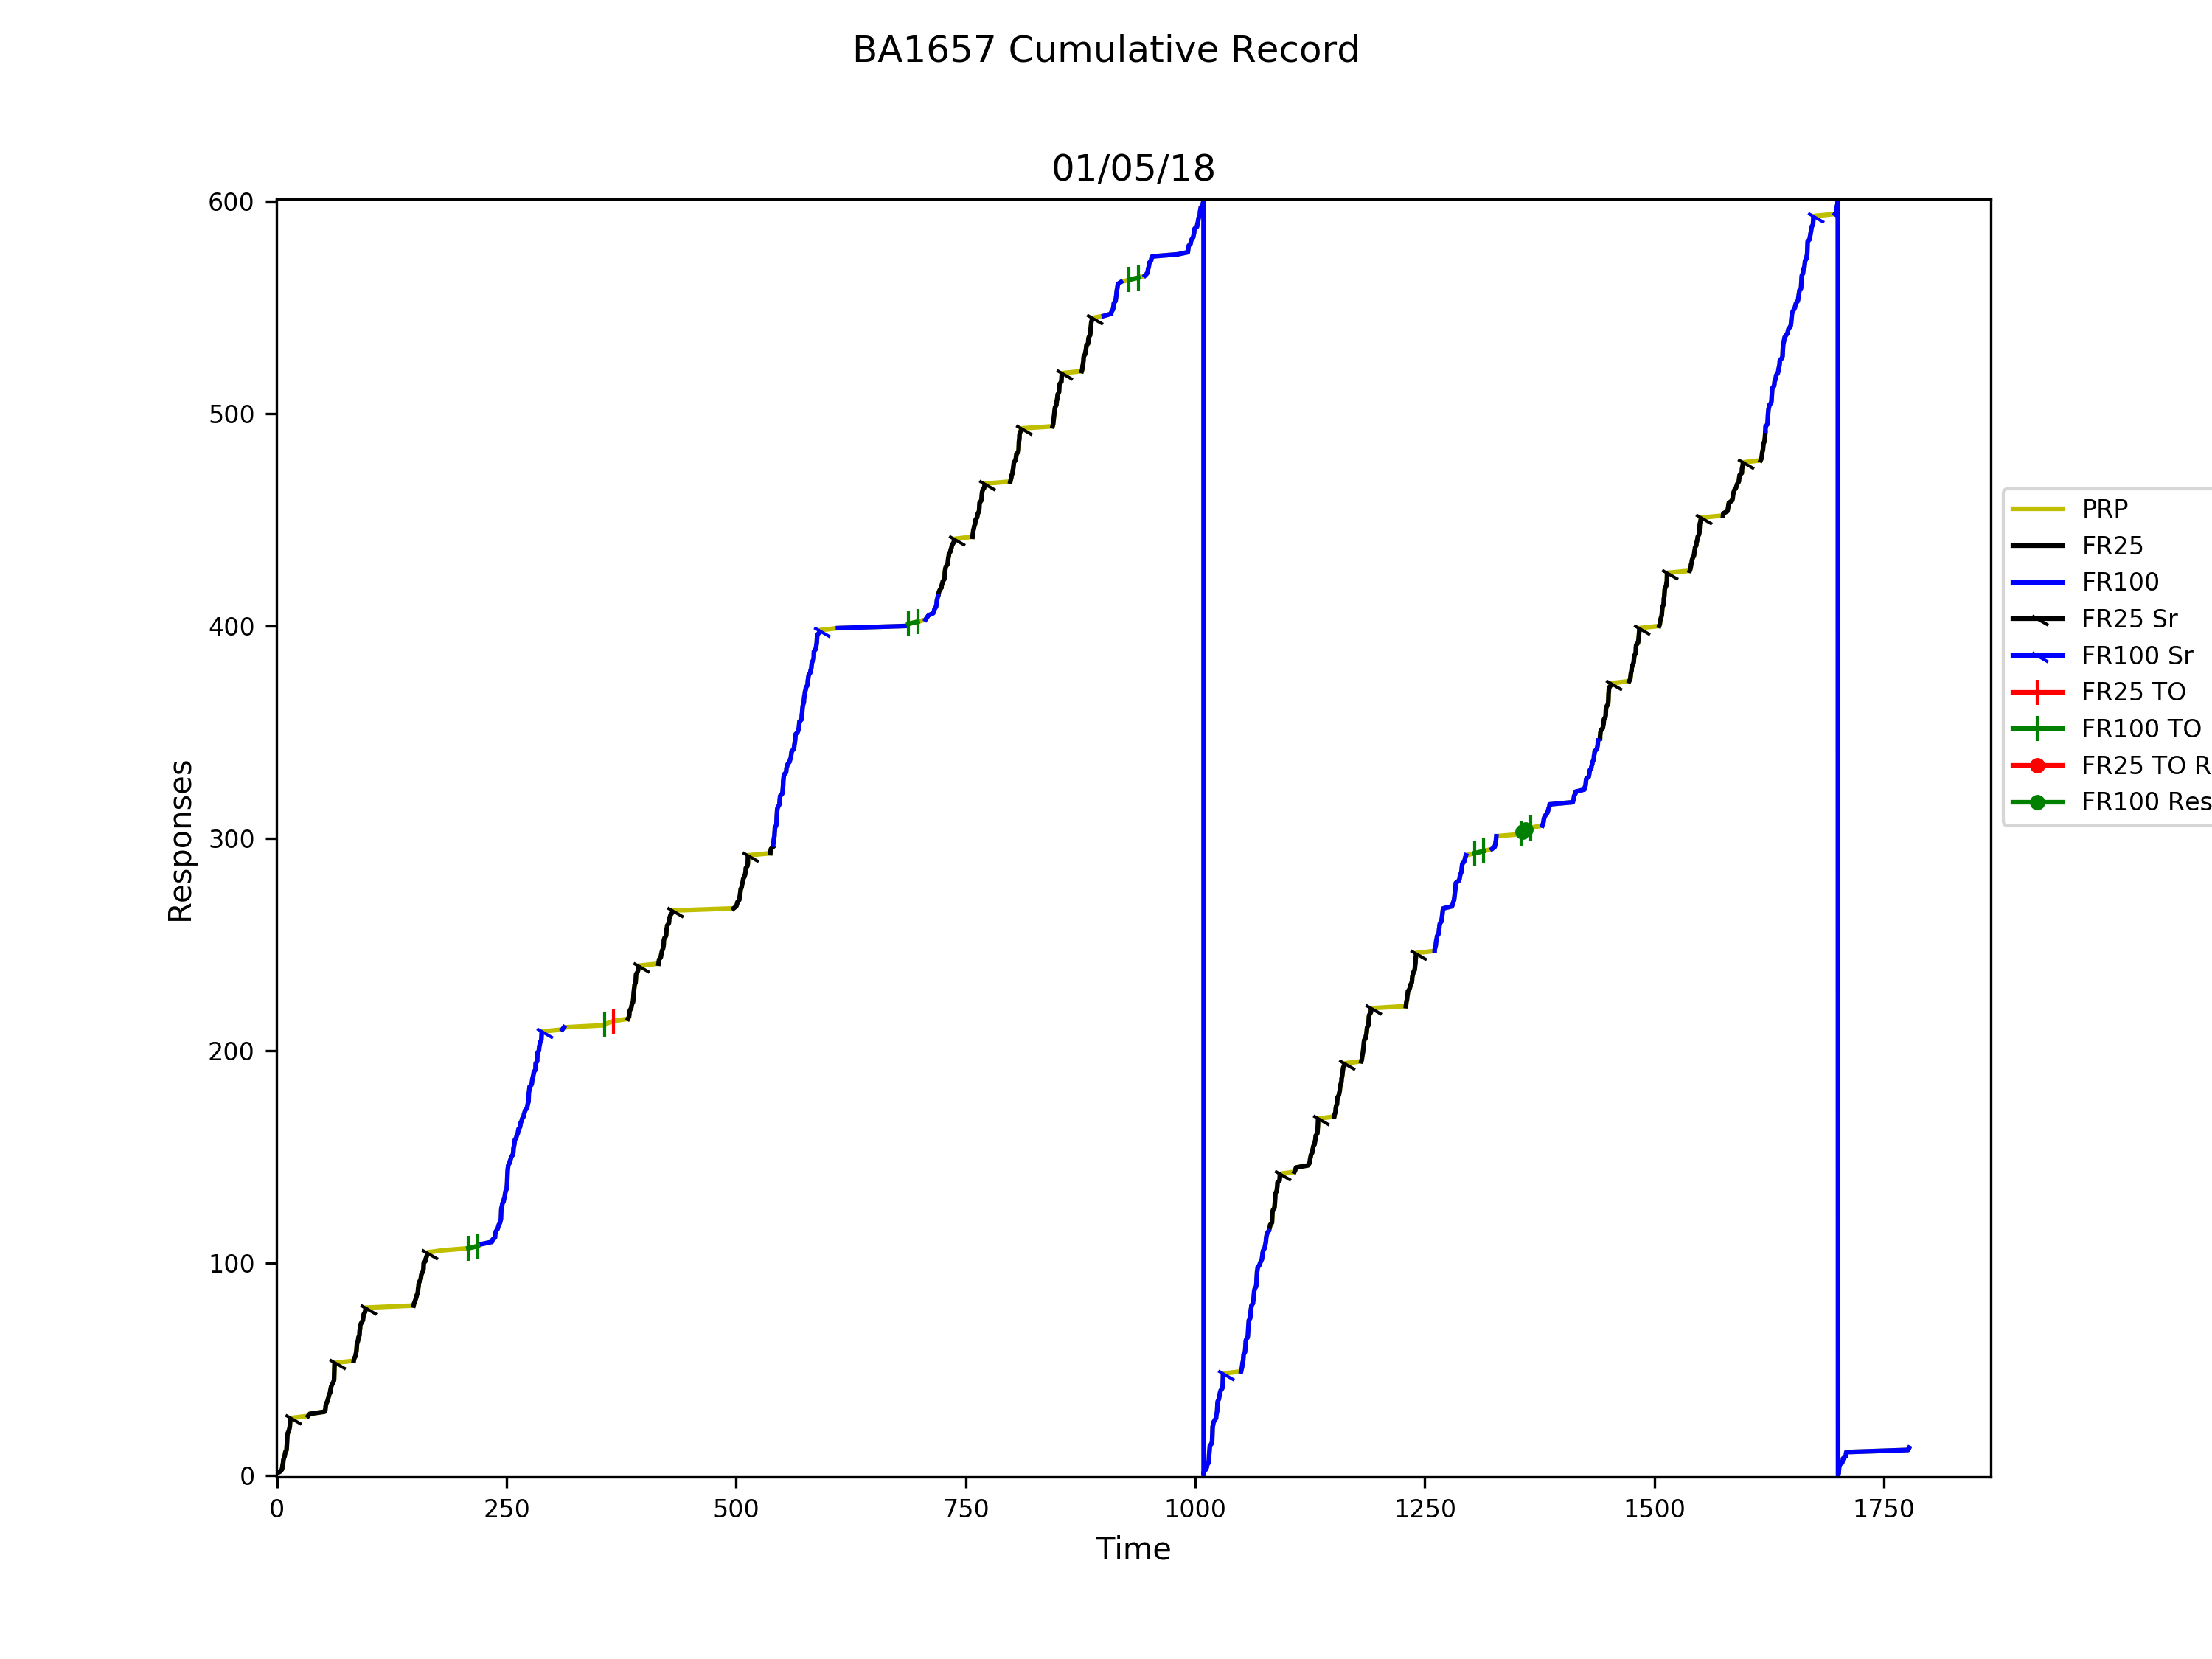 BA1657 Cumulative Record
01/05/18
600
500
400
300
200
100
0
Responses
0 250 500 750 1000 1250 1500 1750
Time
PRP
FR25
FR100
FR25 Sr
FR100 Sr
FR25 TO
FR100 TO
FR25 TO R
FR100 Res